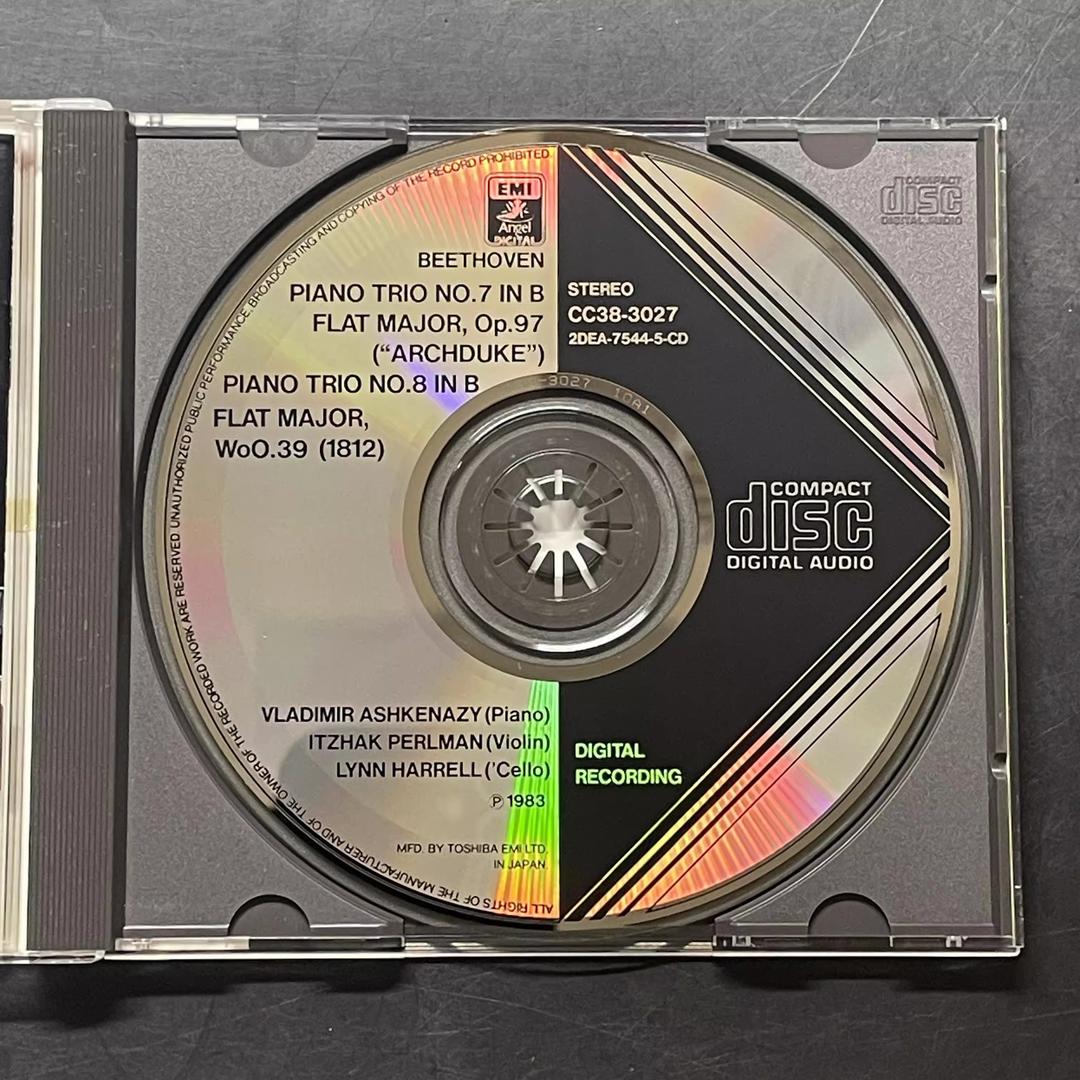 EMI
Angel
DIGITAL
BEETHOVEN
PIANO TRIO NO.7 IN B
FLAT MAJOR, Op.97
(“ARCHDUKE”)
PIANO TRIO NO.8 IN B
FLAT MAJOR,
WoO.39 (1812)
STEREO
CC38-3027
2DEA-7544-5-CD
-3027 10A1
COMPACT
disc
DIGITAL AUDIO
VLADIMIR ASHKENAZY (Piano)
ITZHAK PERLMAN (Violin)
LYNN HARRELL ('Cello)
Ⓟ 1983
MFD. BY TOSHIBA EMI LTD.
IN JAPAN.
DIGITAL
RECORDING
ALL RIGHTS OF THE MANUFACTURER AND OF THE OWNER OF THE RECORDED WORK ARE RESERVED. UNAUTHORIZED PUBLIC PERFORMANCE, BROADCASTING AND COPYING OF THE RECORD PROHIBITED.
COMPACT
disc
DIGITAL AUDIO